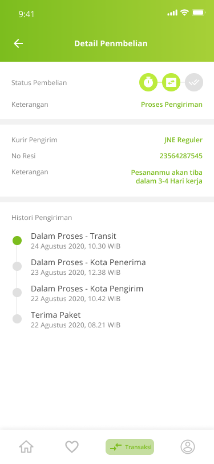 9:41
Detail Penmbelian
Status Pembelian
Keterangan
Proses Pengiriman
Kurir Pengirim
JNE Reguler
No Resi
23564287545
Keterangan
Pesananmu akan tiba
dalam 3-4 Hari kerja
Histori Pengiriman
Dalam Proses - Transit
24 Agustus 2020, 10.30 WIB
Dalam Proses - Kota Penerima
23 Agustus 2020, 12.38 WIB
Dalam Proses - Kota Pengirim
22 Agustus 2020, 10.42 WIB
Terima Paket
22 Agustus 2020, 08.21 WIB
Transaksi